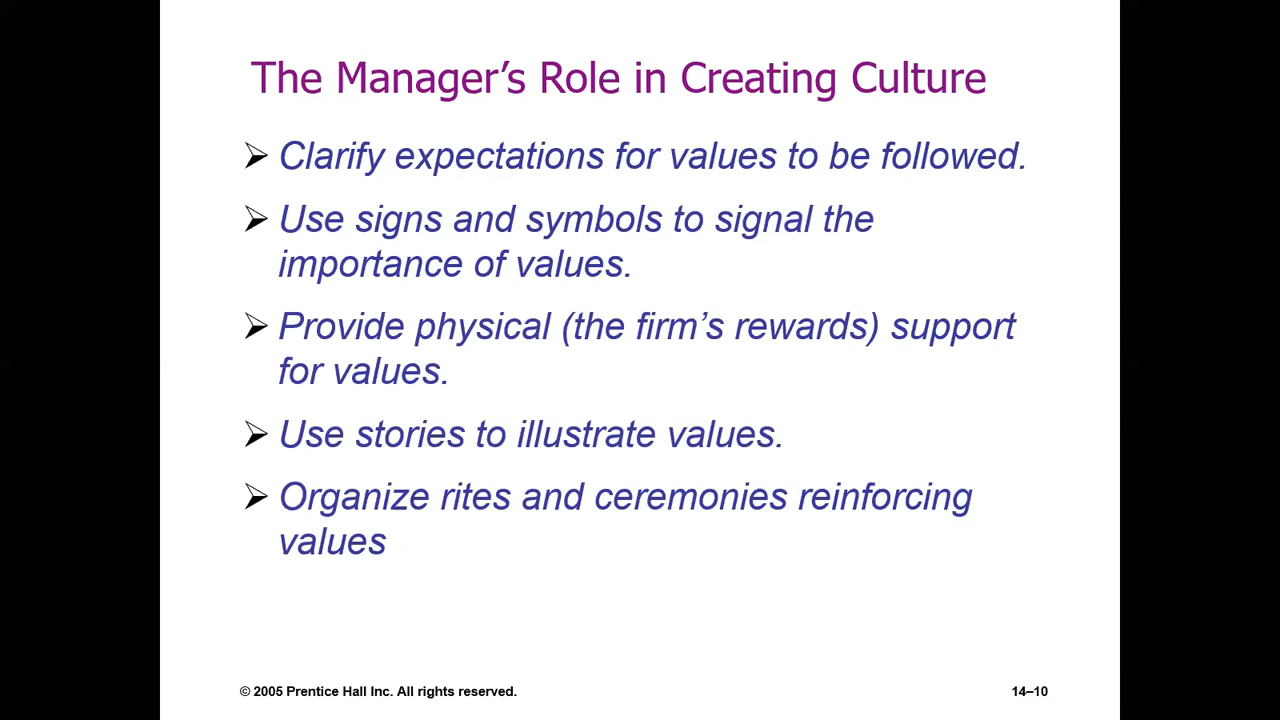 The Manager’s Role in Creating Culture
Clarify expectations for values to be followed.
Use signs and symbols to signal the
importance of values.
Provide physical (the firm’s rewards) support
for values.
Use stories to illustrate values.
Organize rites and ceremonies reinforcing
values
© 2005 Prentice Hall Inc. All rights reserved.
14–10